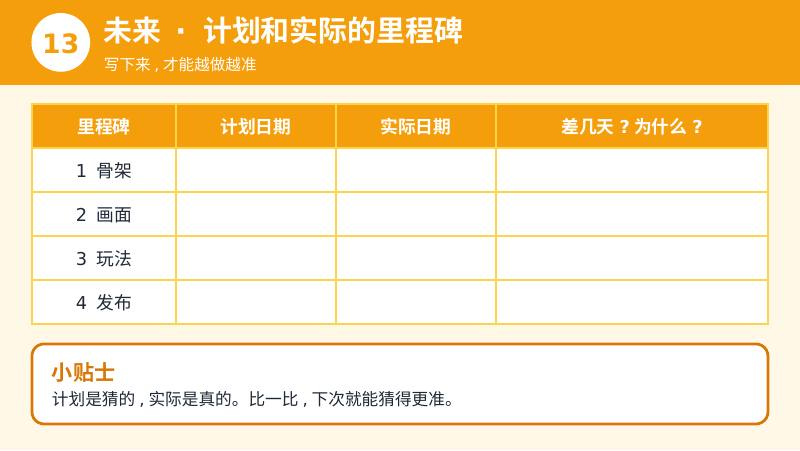 13
未来 · 计划和实际的里程碑
写下来，才能越做越准
里程碑 计划日期 实际日期 差几天？为什么？
1 骨架
2 画面
3 玩法
4 发布
小贴士
计划是猜的，实际是真的。比一比，下次就能猜得更准。